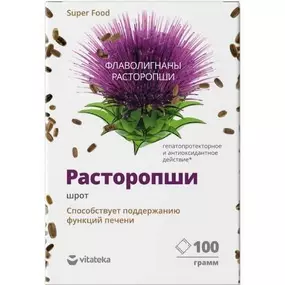 Super Food
ФЛАВОЛИГНАНЫ
РАСТОРОПШИ
гепатопротекторное
и антиоксидантное
действие*
Расторопши
шрот
Способствует поддержанию
функций печени
vitateka
100
грамм